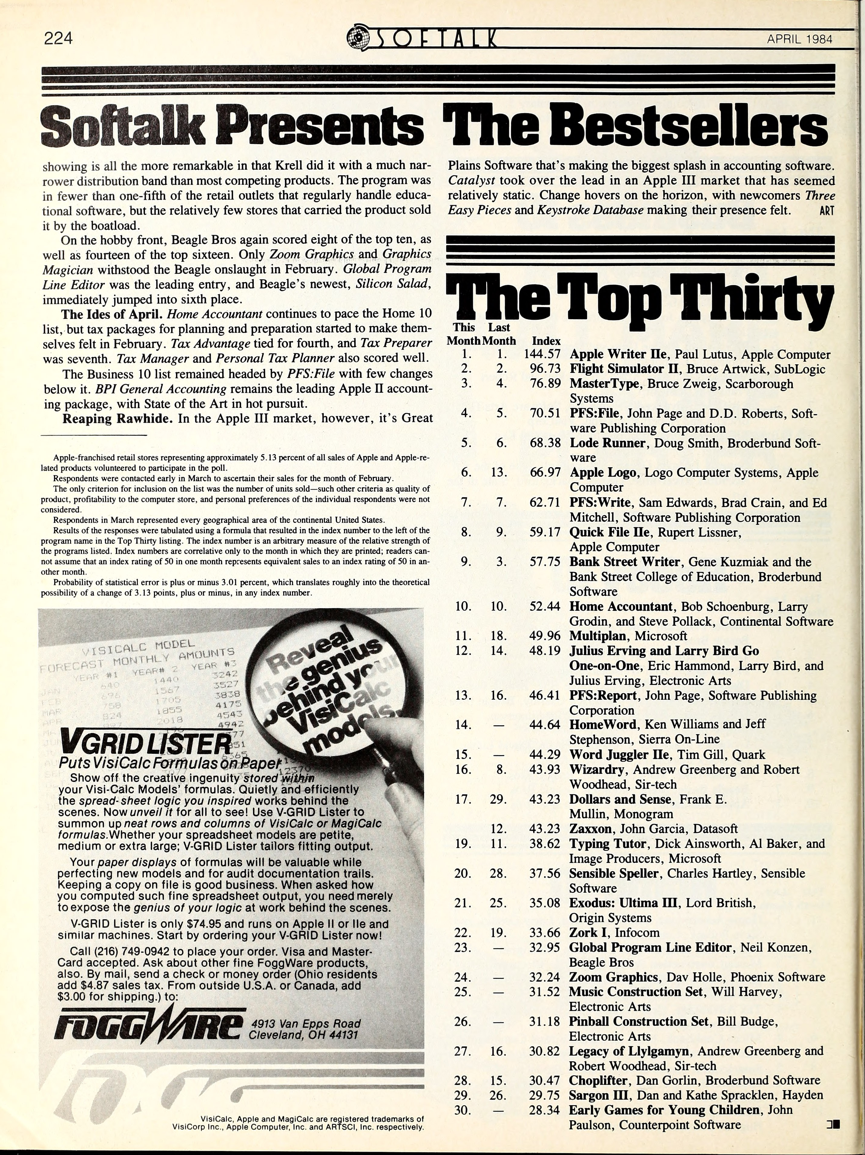 224
SOFTALK
APRIL 1984
Softalk Presents The Bestsellers
showing is all the more remarkable in that Krell did it with a much nar-
rower distribution band than most competing products. The program was
in fewer than one-fifth of the retail outlets that regularly handle educa-
tional software, but the relatively few stores that carried the product sold
it by the boatload.
On the hobby front, Beagle Bros again scored eight of the top ten, as
well as fourteen of the top sixteen. Only Zoom Graphics and Graphics
Magician withstood the Beagle onslaught in February. Global Program
Line Editor was the leading entry, and Beagle's newest, Silicon Salad,
immediately jumped into sixth place.
The Ides of April. Home Accountant continues to pace the Home 10
list, but tax packages for planning and preparation started to make them-
selves felt in February. Tax Advantage tied for fourth, and Tax Preparer
was seventh. Tax Manager and Personal Tax Planner also scored well.
The Business 10 list remained headed by PFS:File with few changes
below it. BPI General Accounting remains the leading Apple II account-
ing package, with State of the Art in hot pursuit.
Reaping Rawhide. In the Apple III market, however, it's Great
Apple-franchised retail stores representing approximately 5.13 percent of all sales of Apple and Apple-re-
lated products volunteered to participate in the poll.
Respondents were contacted early in March to ascertain their sales for the month of February.
The only criterion for inclusion on the list was the number of units sold—such other criteria as quality of
product, profitability to the computer store, and personal preferences of the individual respondents were not
considered.
Respondents in March represented every geographical area of the continental United States.
Results of the responses were tabulated using a formula that resulted in the index number to the left of the
program name in the Top Thirty listing. The index number is an arbitrary measure of the relative strength of
the programs listed. Index numbers are correlative only to the month in which they are printed; readers can-
not assume that an index rating of 50 in one month represents equivalent sales to an index rating of 50 in an-
other month.
Probability of statistical error is plus or minus 3.01 percent, which translates roughly into the theoretical
possibility of a change of 3.13 points, plus or minus, in any index number.
VISICALC MODEL
FORECAST MONTHLY AMOUNTS
YEAR #1 YEAR# 2 YEAR #3
640 1440 3242
696 1567 3527
758 1705 3838
824 1855 4175
2018 4543
4942
Reveal
the genius
behind your
VisiCalc
models.
VGRID LISTER
Puts VisiCalc Formulas on Paper
Show off the creative ingenuity stored within
your Visi-Calc Models' formulas. Quietly and efficiently
the spread-sheet logic you inspired works behind the
scenes. Now unveil it for all to see! Use V-GRID Lister to
summon up neat rows and columns of VisiCalc or MagiCalc
formulas.Whether your spreadsheet models are petite,
medium or extra large; V-GRID Lister tailors fitting output.
Your paper displays of formulas will be valuable while
perfecting new models and for audit documentation trails.
Keeping a copy on file is good business. When asked how
you computed such fine spreadsheet output, you need merely
to expose the genius of your logic at work behind the scenes.
V-GRID Lister is only $74.95 and runs on Apple II or IIe and
similar machines. Start by ordering your V-GRID Lister now!
Call (216) 749-0942 to place your order. Visa and Master-
Card accepted. Ask about other fine FoggWare products,
also. By mail, send a check or money order (Ohio residents
add $4.87 sales tax. From outside U.S.A. or Canada, add
$3.00 for shipping.) to:
FOGGWARE
4913 Van Epps Road
Cleveland, OH 44131
VisiCalc, Apple and MagiCalc are registered trademarks of
VisiCorp Inc., Apple Computer, Inc. and ARTSCI, Inc. respectively.
Plains Software that's making the biggest splash in accounting software.
Catalyst took over the lead in an Apple III market that has seemed
relatively static. Change hovers on the horizon, with newcomers Three
Easy Pieces and Keystroke Database making their presence felt. ART
The Top Thirty
This Last
Month Month Index
1. 1. 144.57 Apple Writer IIe, Paul Lutus, Apple Computer
2. 2. 96.73 Flight Simulator II, Bruce Artwick, SubLogic
3. 4. 76.89 MasterType, Bruce Zweig, Scarborough
Systems
4. 5. 70.51 PFS:File, John Page and D.D. Roberts, Soft-
ware Publishing Corporation
5. 6. 68.38 Lode Runner, Doug Smith, Broderbund Soft-
ware
6. 13. 66.97 Apple Logo, Logo Computer Systems, Apple
Computer
7. 7. 62.71 PFS:Write, Sam Edwards, Brad Crain, and Ed
Mitchell, Software Publishing Corporation
8. 9. 59.17 Quick File IIe, Rupert Lissner,
Apple Computer
9. 3. 57.75 Bank Street Writer, Gene Kuzmiak and the
Bank Street College of Education, Broderbund
Software
10. 10. 52.44 Home Accountant, Bob Schoenburg, Larry
Grodin, and Steve Pollack, Continental Software
11. 18. 49.96 Multiplan, Microsoft
12. 14. 48.19 Julius Erving and Larry Bird Go
One-on-One, Eric Hammond, Larry Bird, and
Julius Erving, Electronic Arts
13. 16. 46.41 PFS:Report, John Page, Software Publishing
Corporation
14. — 44.64 HomeWord, Ken Williams and Jeff
Stephenson, Sierra On-Line
15. — 44.29 Word Juggler IIe, Tim Gill, Quark
16. 8. 43.93 Wizardry, Andrew Greenberg and Robert
Woodhead, Sir-tech
17. 29. 43.23 Dollars and Sense, Frank E.
Mullin, Monogram
12. 43.23 Zaxxon, John Garcia, Datasoft
19. 11. 38.62 Typing Tutor, Dick Ainsworth, Al Baker, and
Image Producers, Microsoft
20. 28. 37.56 Sensible Speller, Charles Hartley, Sensible
Software
21. 25. 35.08 Exodus: Ultima III, Lord British,
Origin Systems
22. 19. 33.66 Zork I, Infocom
23. — 32.95 Global Program Line Editor, Neil Konzen,
Beagle Bros
24. — 32.24 Zoom Graphics, Dav Holle, Phoenix Software
25. — 31.52 Music Construction Set, Will Harvey,
Electronic Arts
26. — 31.18 Pinball Construction Set, Bill Budge,
Electronic Arts
27. 16. 30.82 Legacy of Llylgamyn, Andrew Greenberg and
Robert Woodhead, Sir-tech
28. 15. 30.47 Choplifter, Dan Gorlin, Broderbund Software
29. 26. 29.75 Sargon III, Dan and Kathe Spracklen, Hayden
30. — 28.34 Early Games for Young Children, John
Paulson, Counterpoint Software